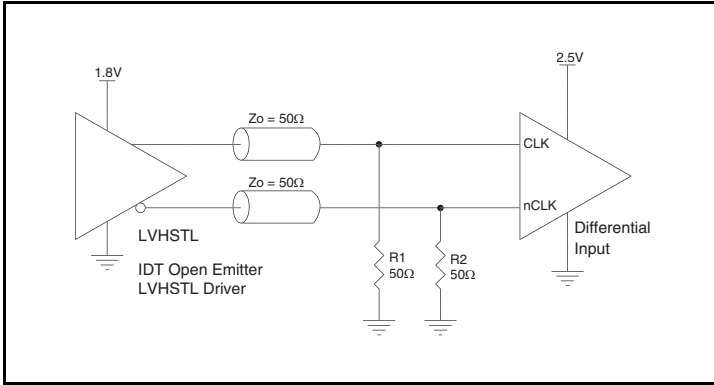 1.8V
2.5V
Zo = 50Ω
CLK
Zo = 50Ω
nCLK
LVHSTL
Differential
Input
IDT Open Emitter
LVHSTL Driver
R1
50Ω
R2
50Ω